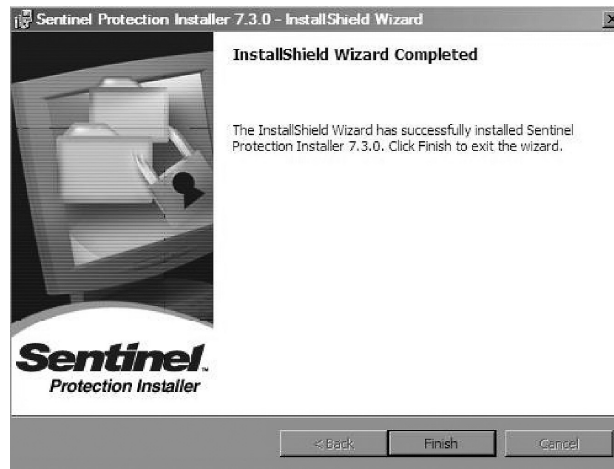 Sentinel Protection Installer 7.3.0 - InstallShield Wizard
InstallShield Wizard Completed
The InstallShield Wizard has successfully installed Sentinel
Protection Installer 7.3.0. Click Finish to exit the wizard.
Sentinel™
Protection Installer
< Back
Finish
Cancel